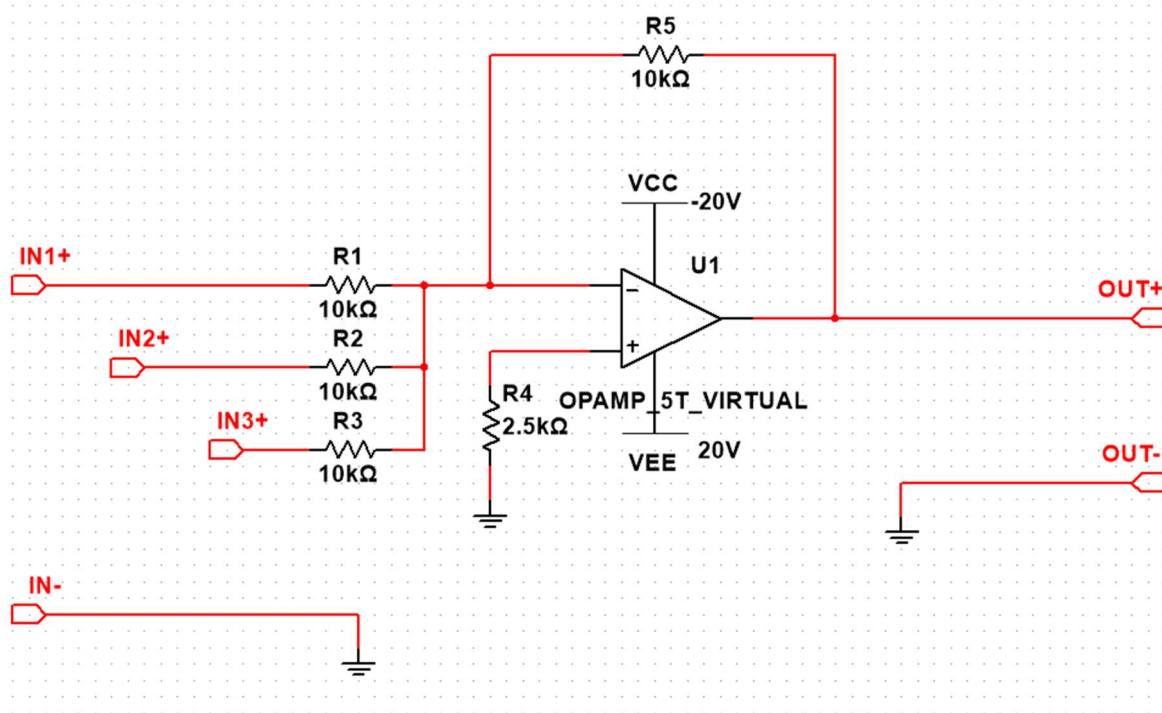 R5
10kΩ
VCC
-20V
IN1+
R1
U1
10kΩ
OUT+
IN2+
R2
10kΩ
R4
OPAMP_5T_VIRTUAL
2.5kΩ
IN3+
R3
10kΩ
20V
VEE
OUT-
IN-